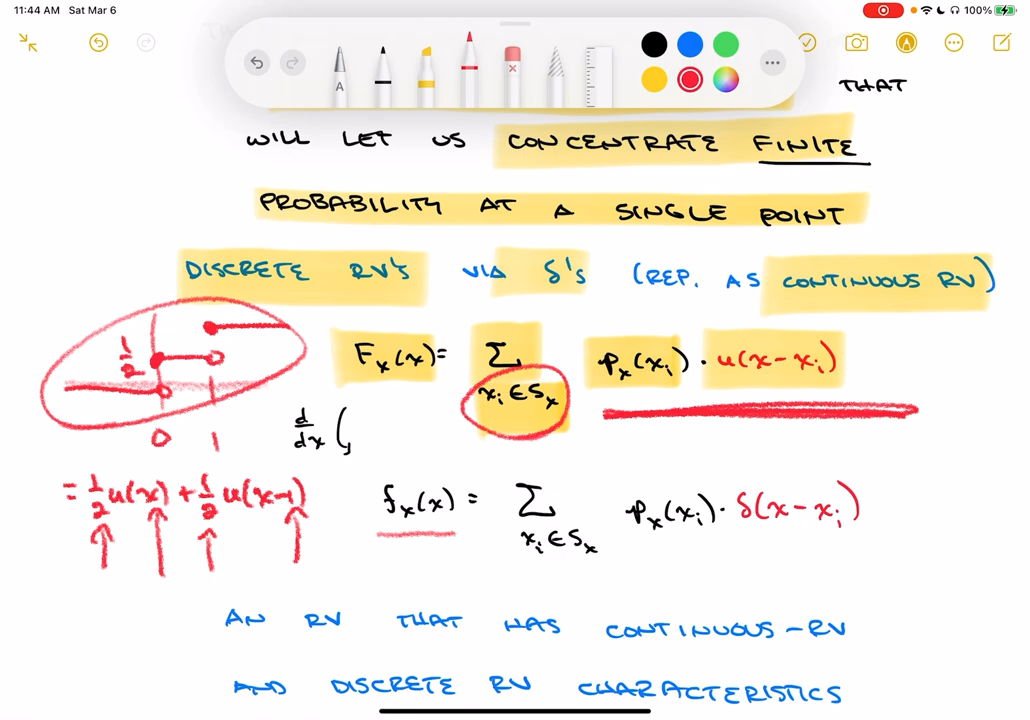 11:44 AM Sat Mar 6
100%
A
THAT
WILL LET US CONCENTRATE FINITE
PROBABILITY AT A SINGLE POINT
DISCRETE RV'S VIA δ'S (REP. AS CONTINUOUS RV)
1/2
0 1
F_X(x) = Σ_{x_i ∈ S_X} p_X(x_i) · u(x - x_i)
d/dx (
= 1/2 u(x) + 1/2 u(x-1)
f_X(x) = Σ_{x_i ∈ S_X} p_X(x_i) · δ(x - x_i)
AN RV THAT HAS CONTINUOUS-RV
AND DISCRETE RV CHARACTERISTICS